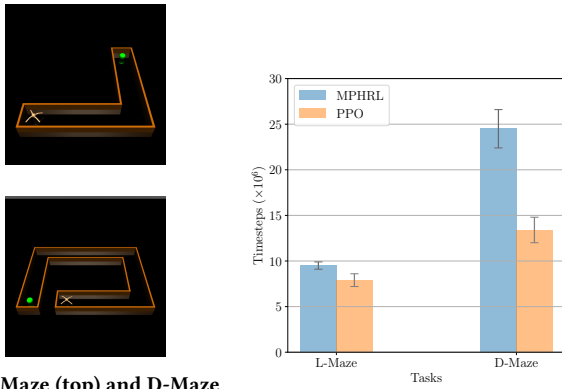 30
25
20
15
10
5
0
Timesteps (×10⁶)
MPHRL
PPO
L-Maze
D-Maze
Tasks
Maze (top) and D-Maze